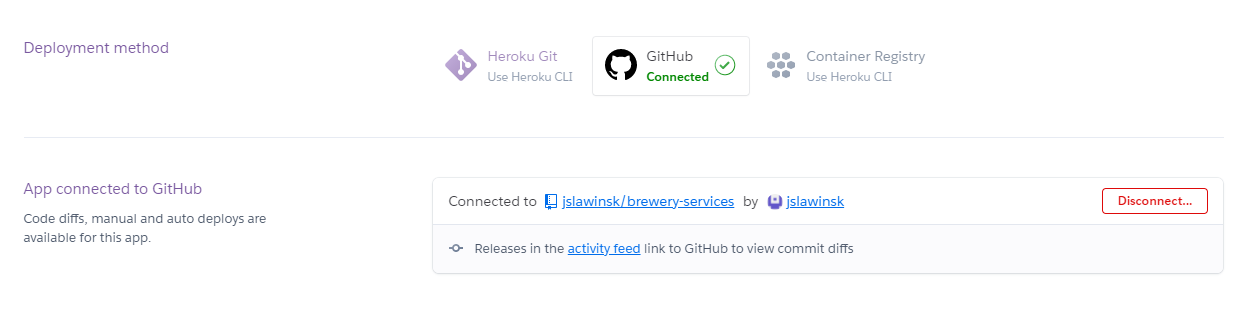 Deployment method
Heroku Git
Use Heroku CLI
GitHub
Connected
Container Registry
Use Heroku CLI
App connected to GitHub
Code diffs, manual and auto deploys are
available for this app.
Connected to jslawinsk/brewery-services by jslawinsk
Disconnect...
Releases in the activity feed link to GitHub to view commit diffs